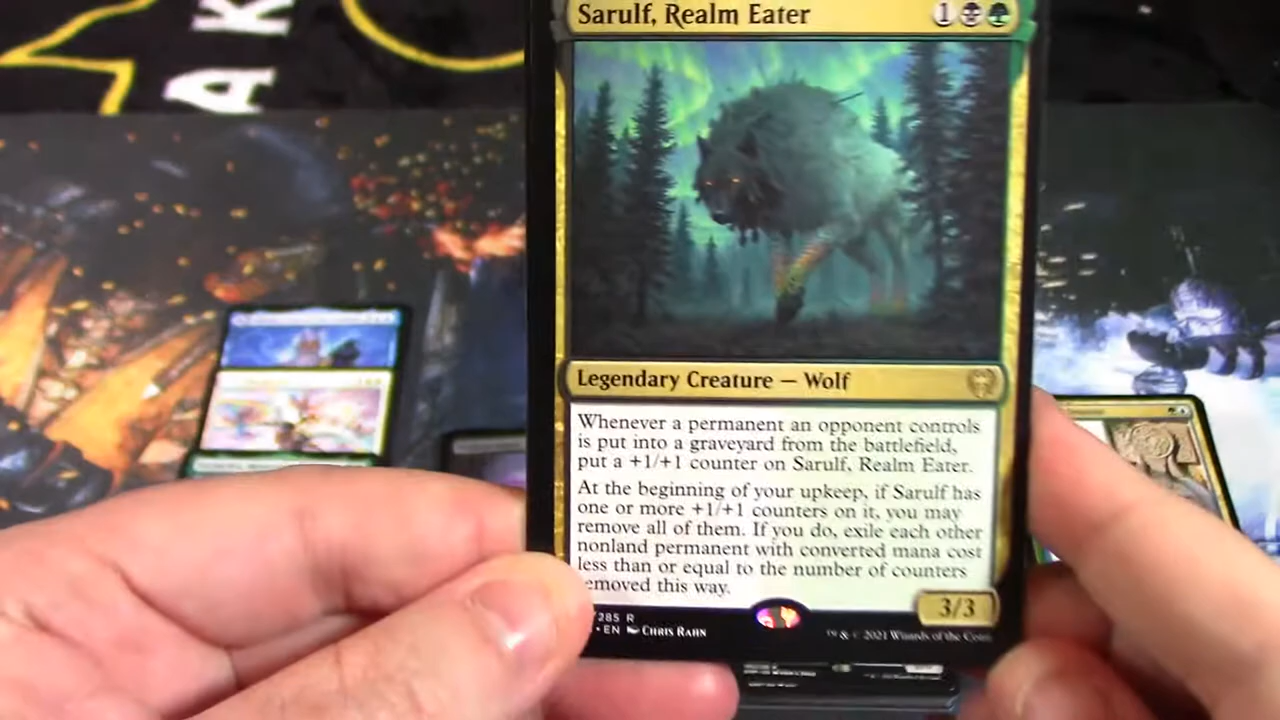 AK
Sarulf, Realm Eater 1
Legendary Creature — Wolf
Whenever a permanent an opponent controls
is put into a graveyard from the battlefield,
put a +1/+1 counter on Sarulf, Realm Eater.
At the beginning of your upkeep, if Sarulf has
one or more +1/+1 counters on it, you may
remove all of them. If you do, exile each other
nonland permanent with converted mana cost
less than or equal to the number of counters
emoved this way.
3/3
285 R
• EN Chris Rahn
™ & © 2021 Wizards of the Coast